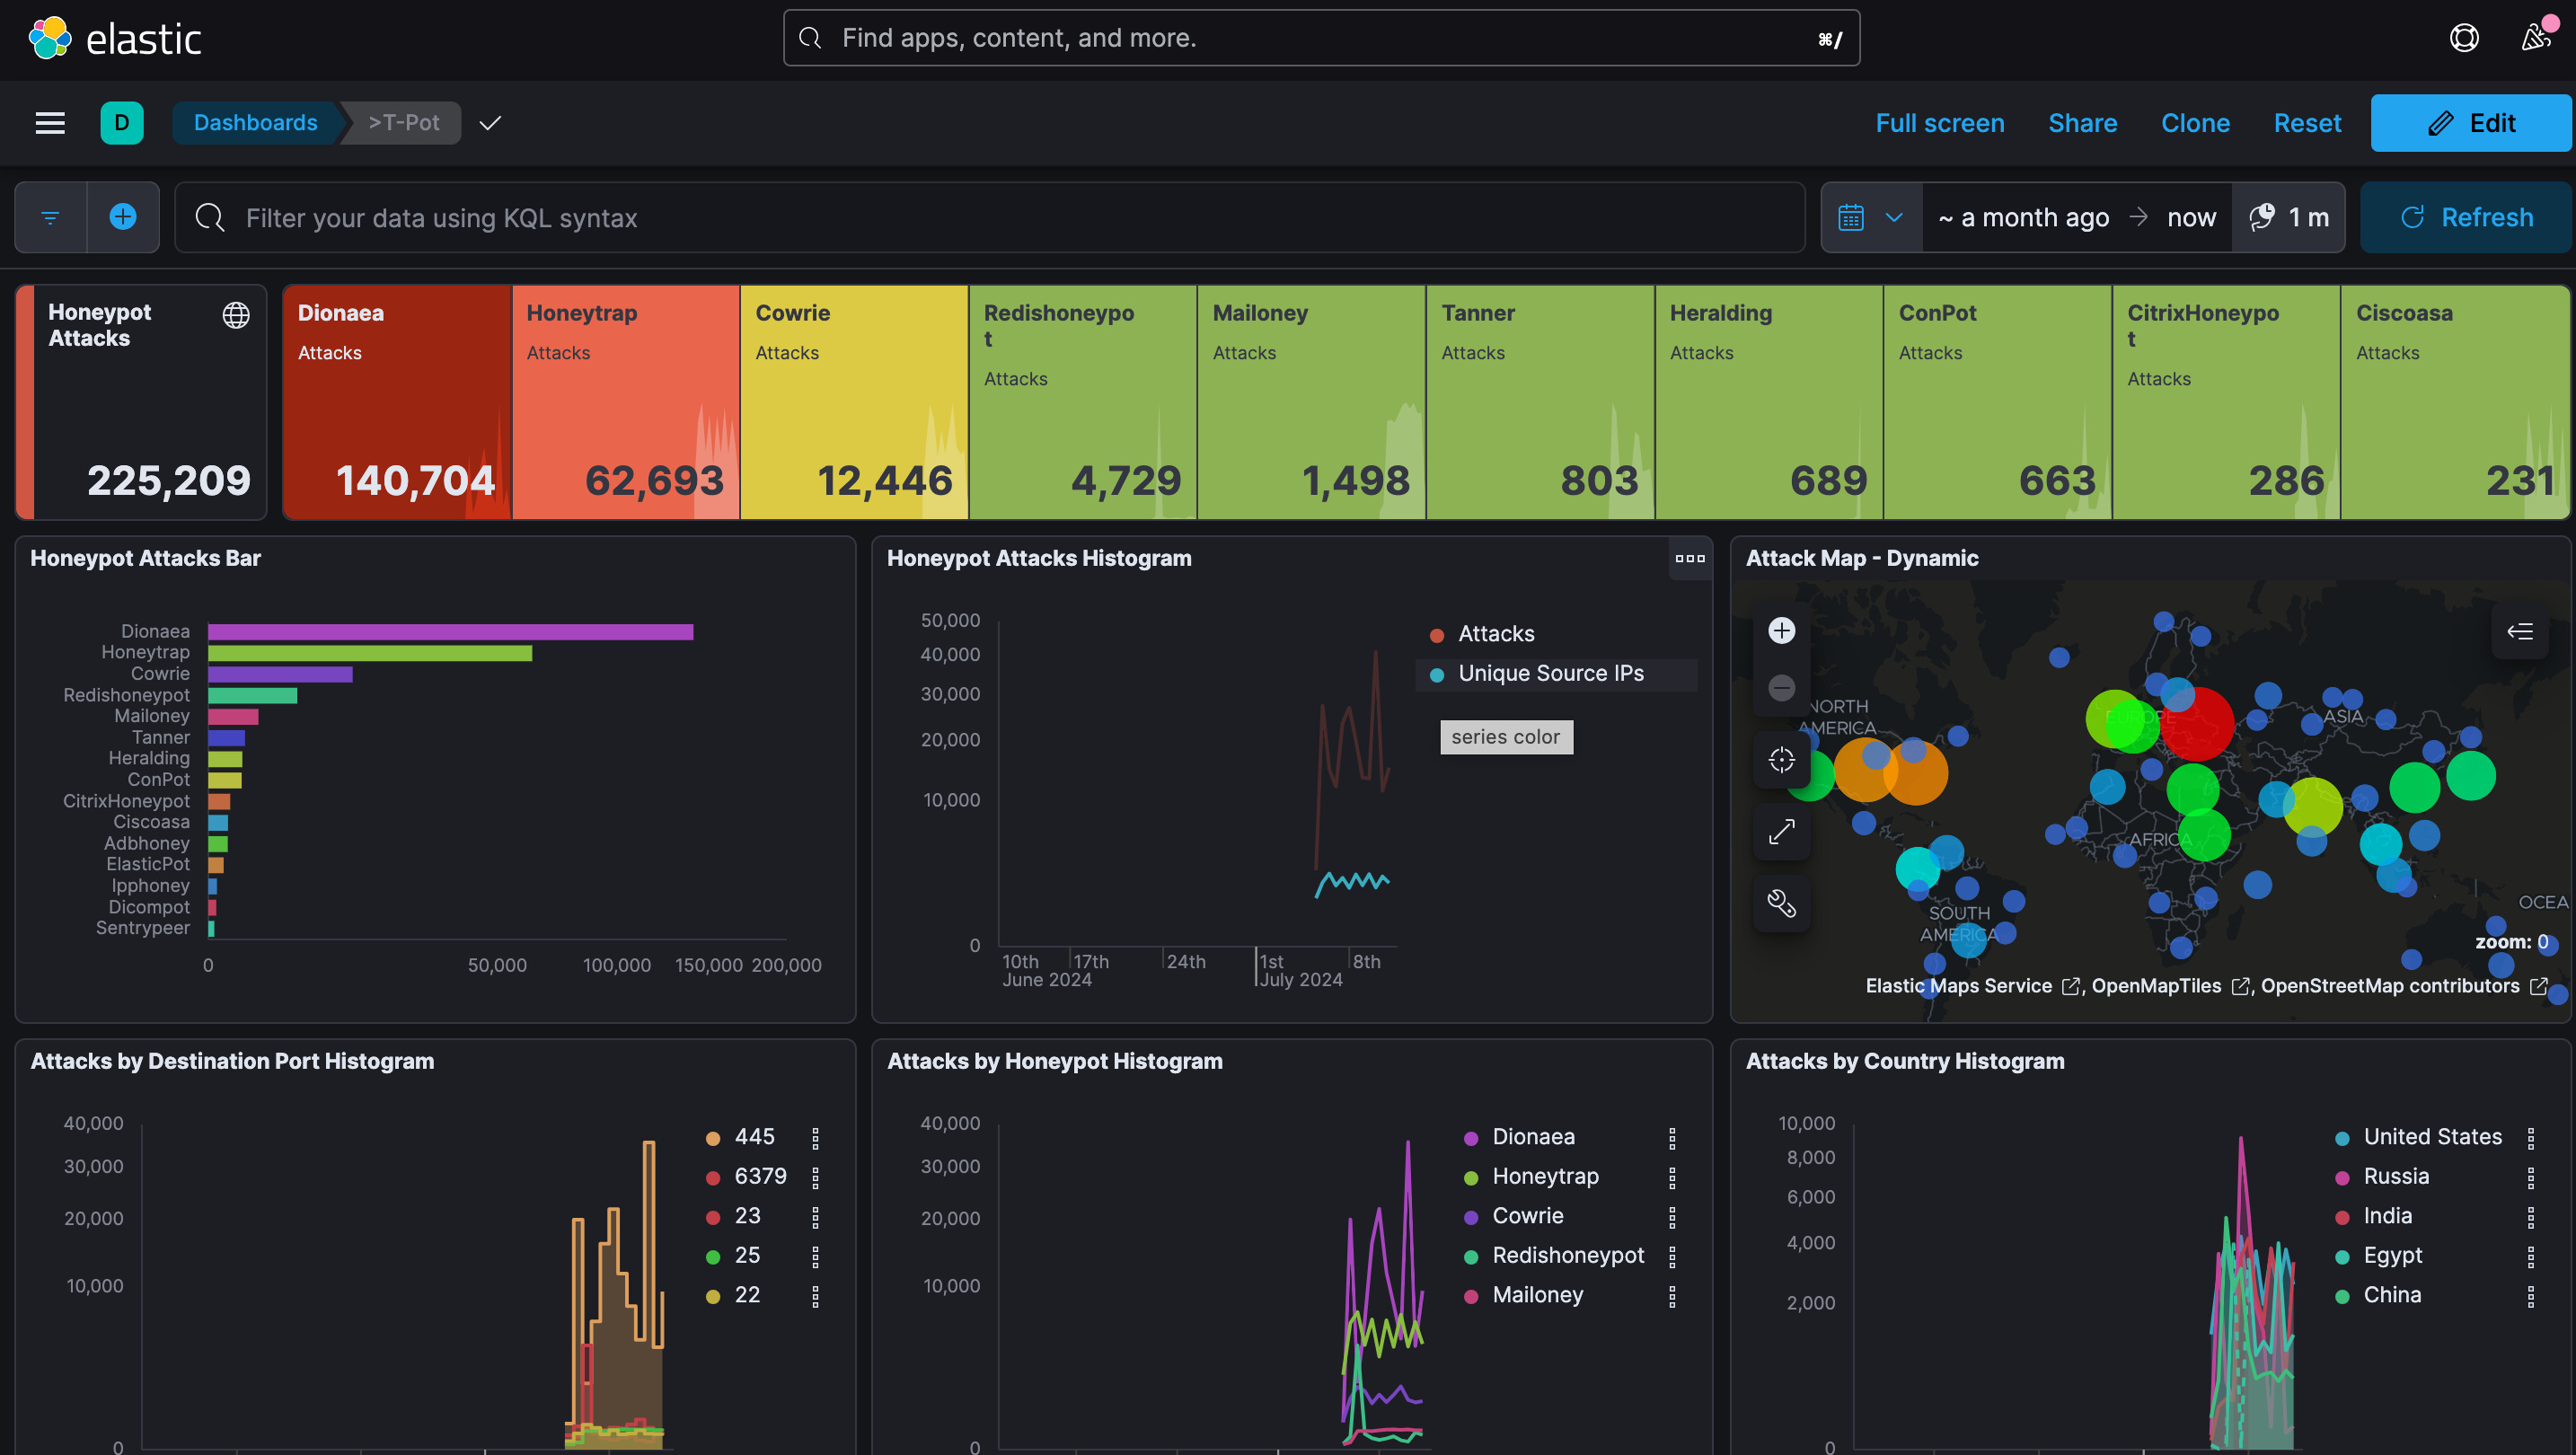 elastic
Find apps, content, and more.
⌘/
D
Dashboards
>T-Pot
Full screen
Share
Clone
Reset
Edit
Filter your data using KQL syntax
~ a month ago → now
1 m
Refresh
Honeypot
Attacks
225,209
Dionaea
Attacks
140,704
Honeytrap
Attacks
62,693
Cowrie
Attacks
12,446
Redishoneypo
t
Attacks
4,729
Mailoney
Attacks
1,498
Tanner
Attacks
803
Heralding
Attacks
689
ConPot
Attacks
663
CitrixHoneypo
t
Attacks
286
Ciscoasa
Attacks
231
Honeypot Attacks Bar
Dionaea
Honeytrap
Cowrie
Redishoneypot
Mailoney
Tanner
Heralding
ConPot
CitrixHoneypot
Ciscoasa
Adbhoney
ElasticPot
Ipphoney
Dicompot
Sentrypeer
0
50,000
100,000
150,000
200,000
Honeypot Attacks Histogram
50,000
40,000
30,000
20,000
10,000
0
10th
June 2024
17th
24th
1st
July 2024
8th
Attacks
Unique Source IPs
series color
Attack Map - Dynamic
NORTH
AMERICA
EUROPE
ASIA
AFRICA
SOUTH
AMERICA
OCEA
zoom: 0
Elastic Maps Service, OpenMapTiles, OpenStreetMap contributors
Attacks by Destination Port Histogram
40,000
30,000
20,000
10,000
0
445
6379
23
25
22
Attacks by Honeypot Histogram
40,000
30,000
20,000
10,000
0
Dionaea
Honeytrap
Cowrie
Redishoneypot
Mailoney
Attacks by Country Histogram
10,000
8,000
6,000
4,000
2,000
0
United States
Russia
India
Egypt
China